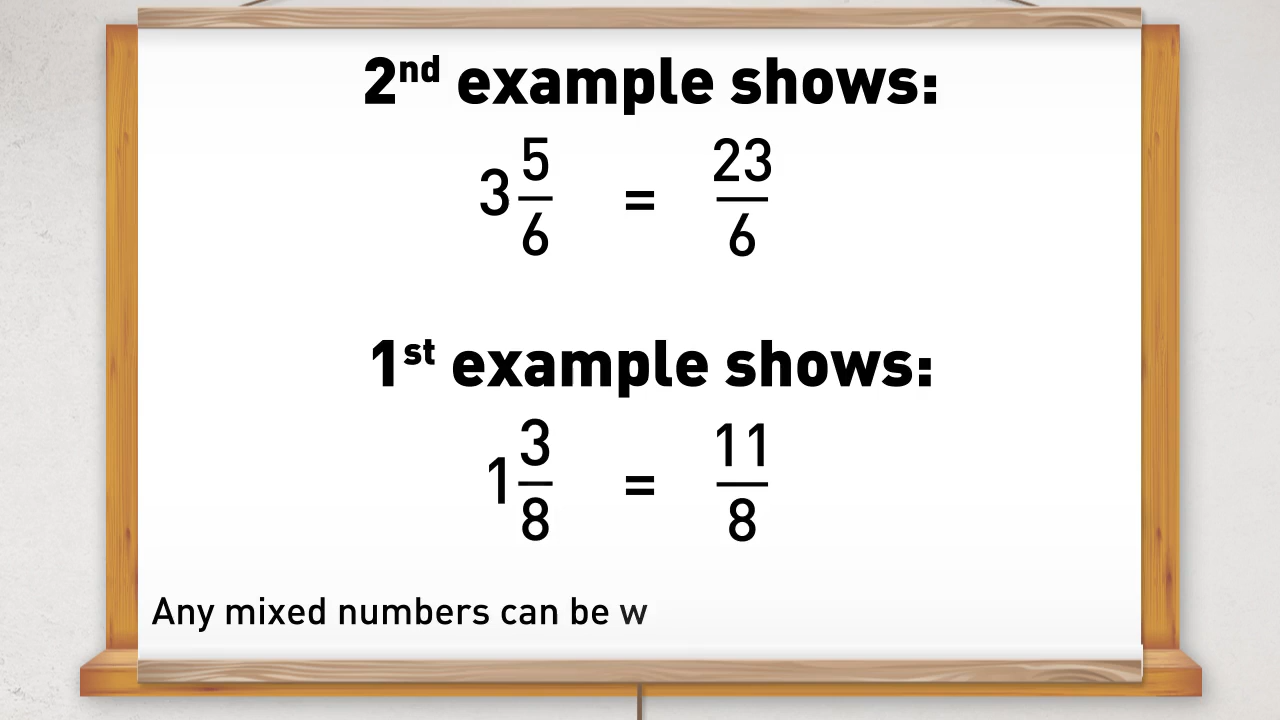 2nd example shows:
3 5/6 = 23/6
1st example shows:
1 3/8 = 11/8
Any mixed numbers can be w